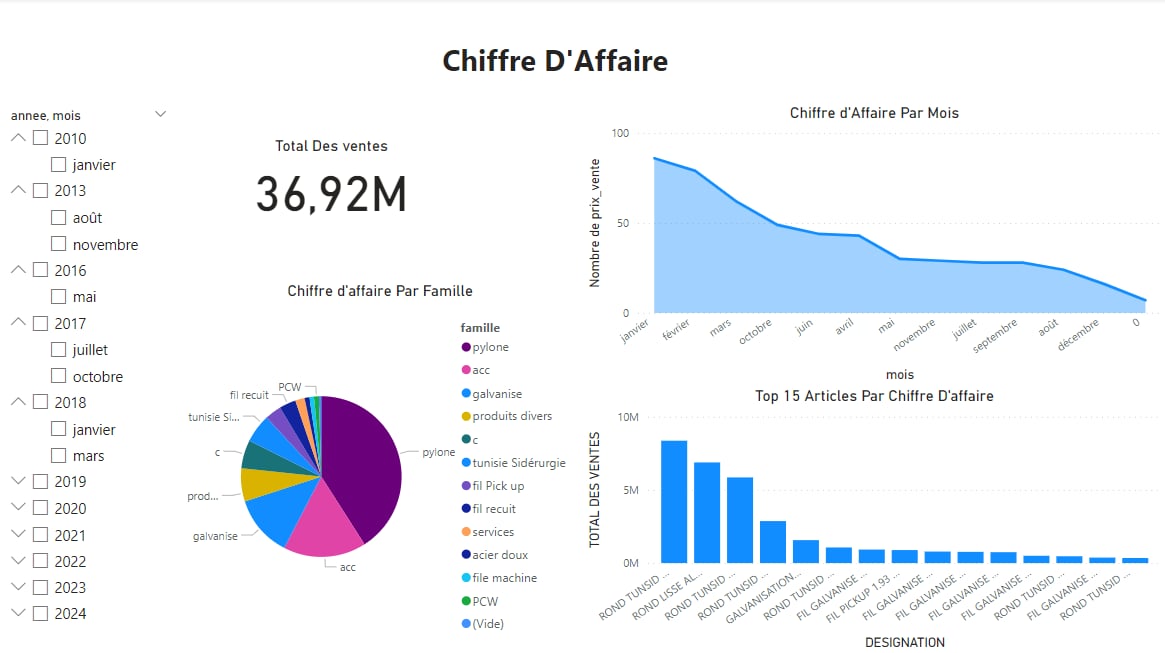 Chiffre D'Affaire
annee, mois
2010
janvier
2013
août
novembre
2016
mai
2017
juillet
octobre
2018
janvier
mars
2019
2020
2021
2022
2023
2024
Total Des ventes
36,92M
Chiffre d'affaire Par Famille
famille
pylone
acc
galvanise
produits divers
c
tunisie Sidérurgie
fil Pick up
fil recuit
services
acier doux
file machine
PCW
(Vide)
PCW
fil recuit
tunisie Si...
c
prod...
galvanise
acc
pylone
Chiffre d'Affaire Par Mois
Nombre de prix_vente
100
50
0
janvier
février
mars
octobre
juin
avril
mai
novembre
juillet
septembre
août
décembre
0
mois
Top 15 Articles Par Chiffre D'affaire
TOTAL DES VENTES
10M
5M
0M
ROND TUNSID ...
ROND LISSE AL...
ROND TUNSID ...
ROND TUNSID ...
GALVANISATION...
ROND TUNSID ...
FIL GALVANISE ...
FIL PICKUP 1.93 ...
FIL GALVANISE ...
FIL GALVANISE ...
FIL GALVANISE ...
FIL GALVANISE ...
ROND TUNSID ...
FIL GALVANISE ...
ROND TUNSID ...
DESIGNATION